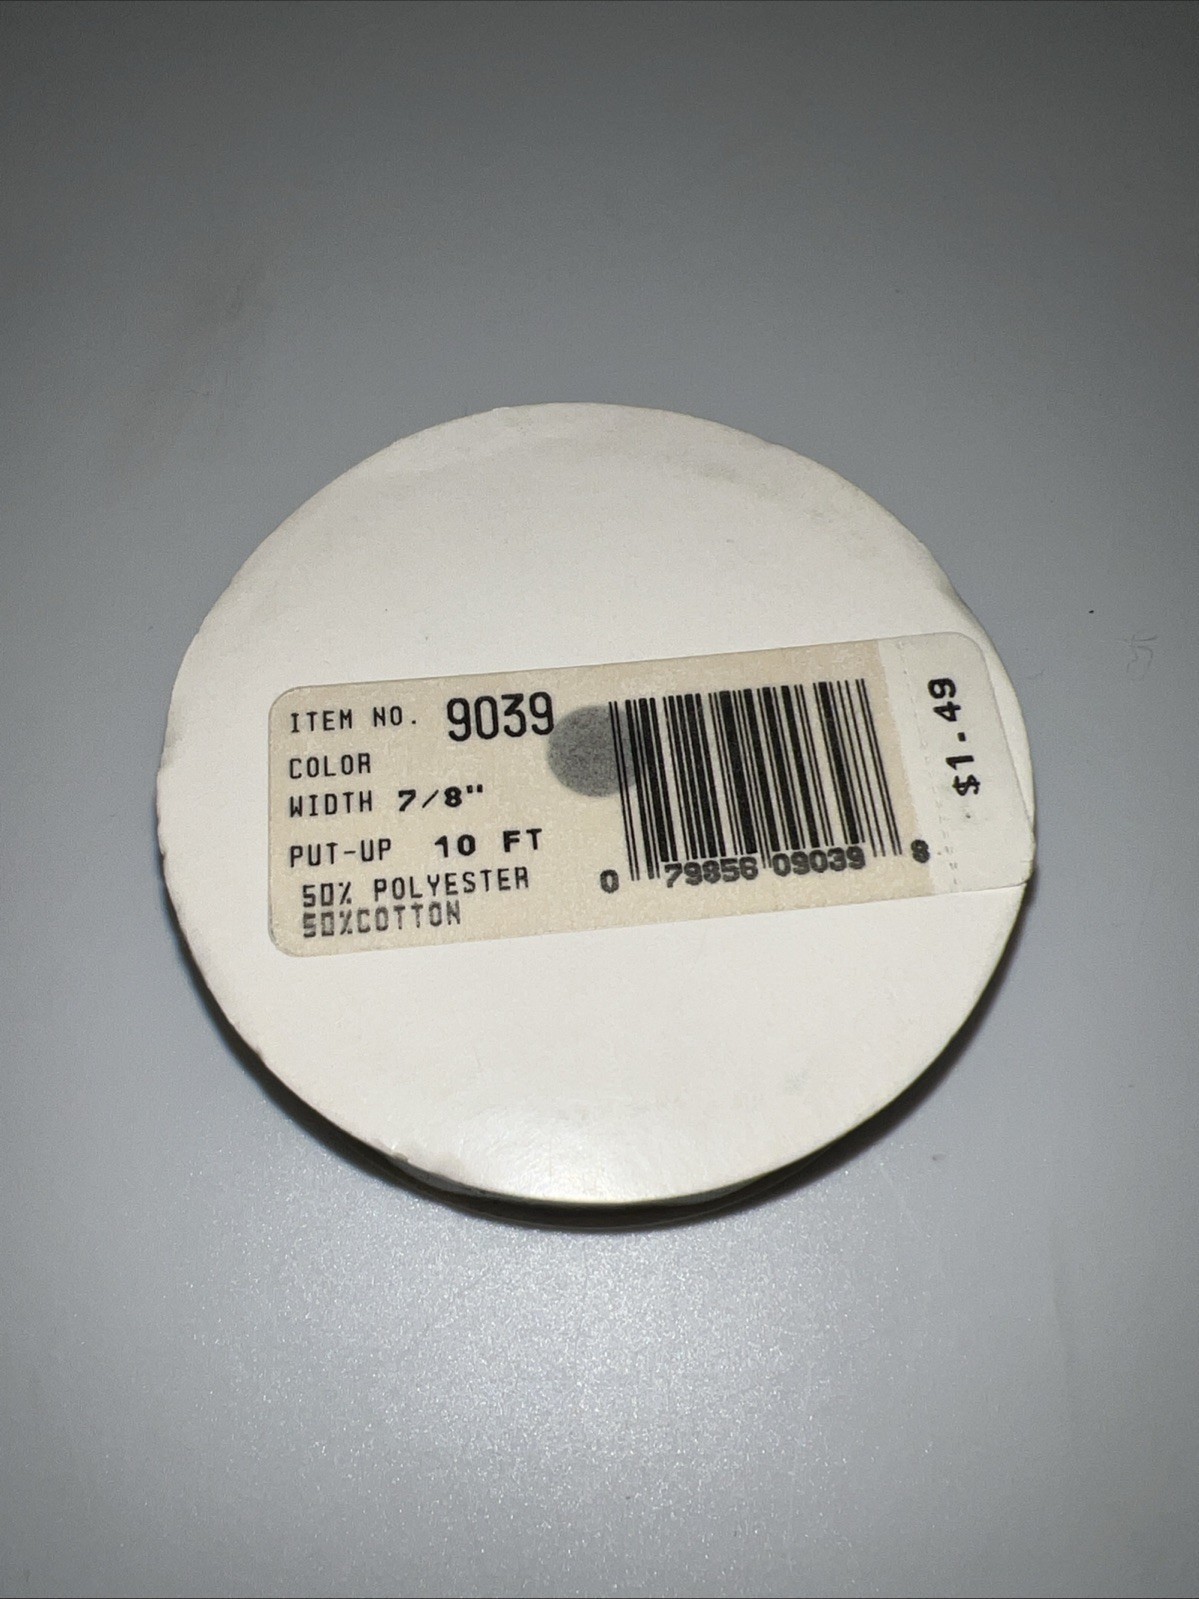 ITEM NO. 9039
COLOR
WIDTH 7/8"
PUT-UP 10 FT
50% POLYESTER
50%COTTON
0 79856 09039 8
$1.49